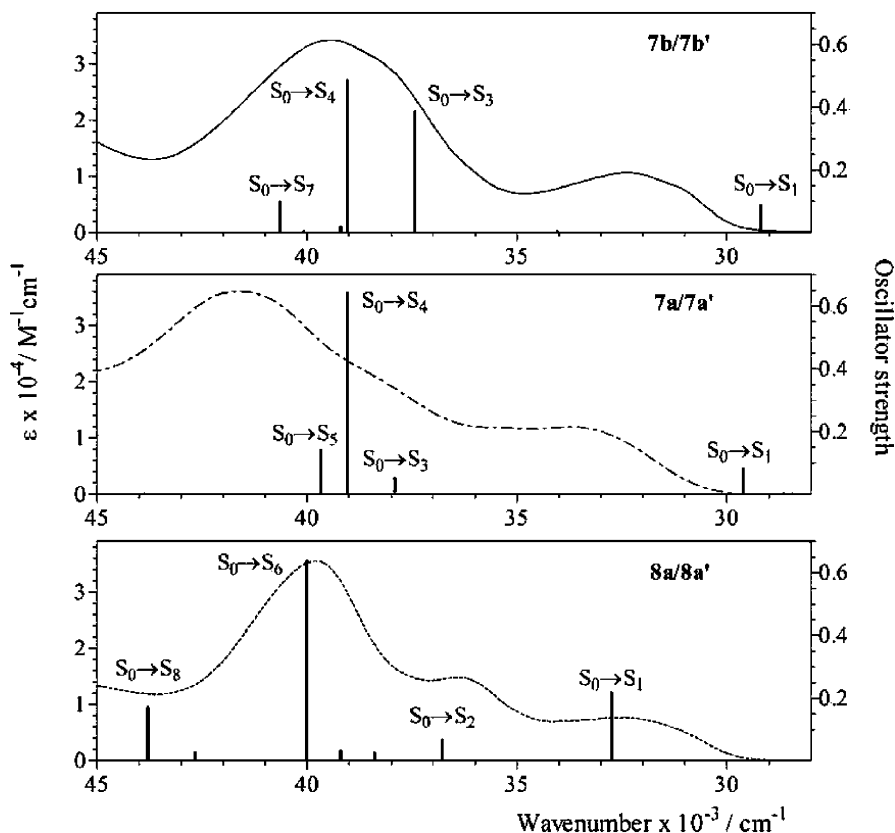 7b/7b'
3
2
1
0
0.6
0.4
0.2
S₀→S₄
S₀→S₃
S₀→S₇
S₀→S₁
45
40
35
30
7a/7a'
3
2
1
0
0.6
0.4
0.2
S₀→S₄
S₀→S₅
S₀→S₃
S₀→S₁
45
40
35
30
8a/8a'
3
2
1
0
0.6
0.4
0.2
S₀→S₆
S₀→S₈
S₀→S₂
S₀→S₁
45
40
35
30
ε x 10⁻⁴/ M⁻¹cm⁻¹
Oscillator strength
Wavenumber x 10⁻³ / cm⁻¹